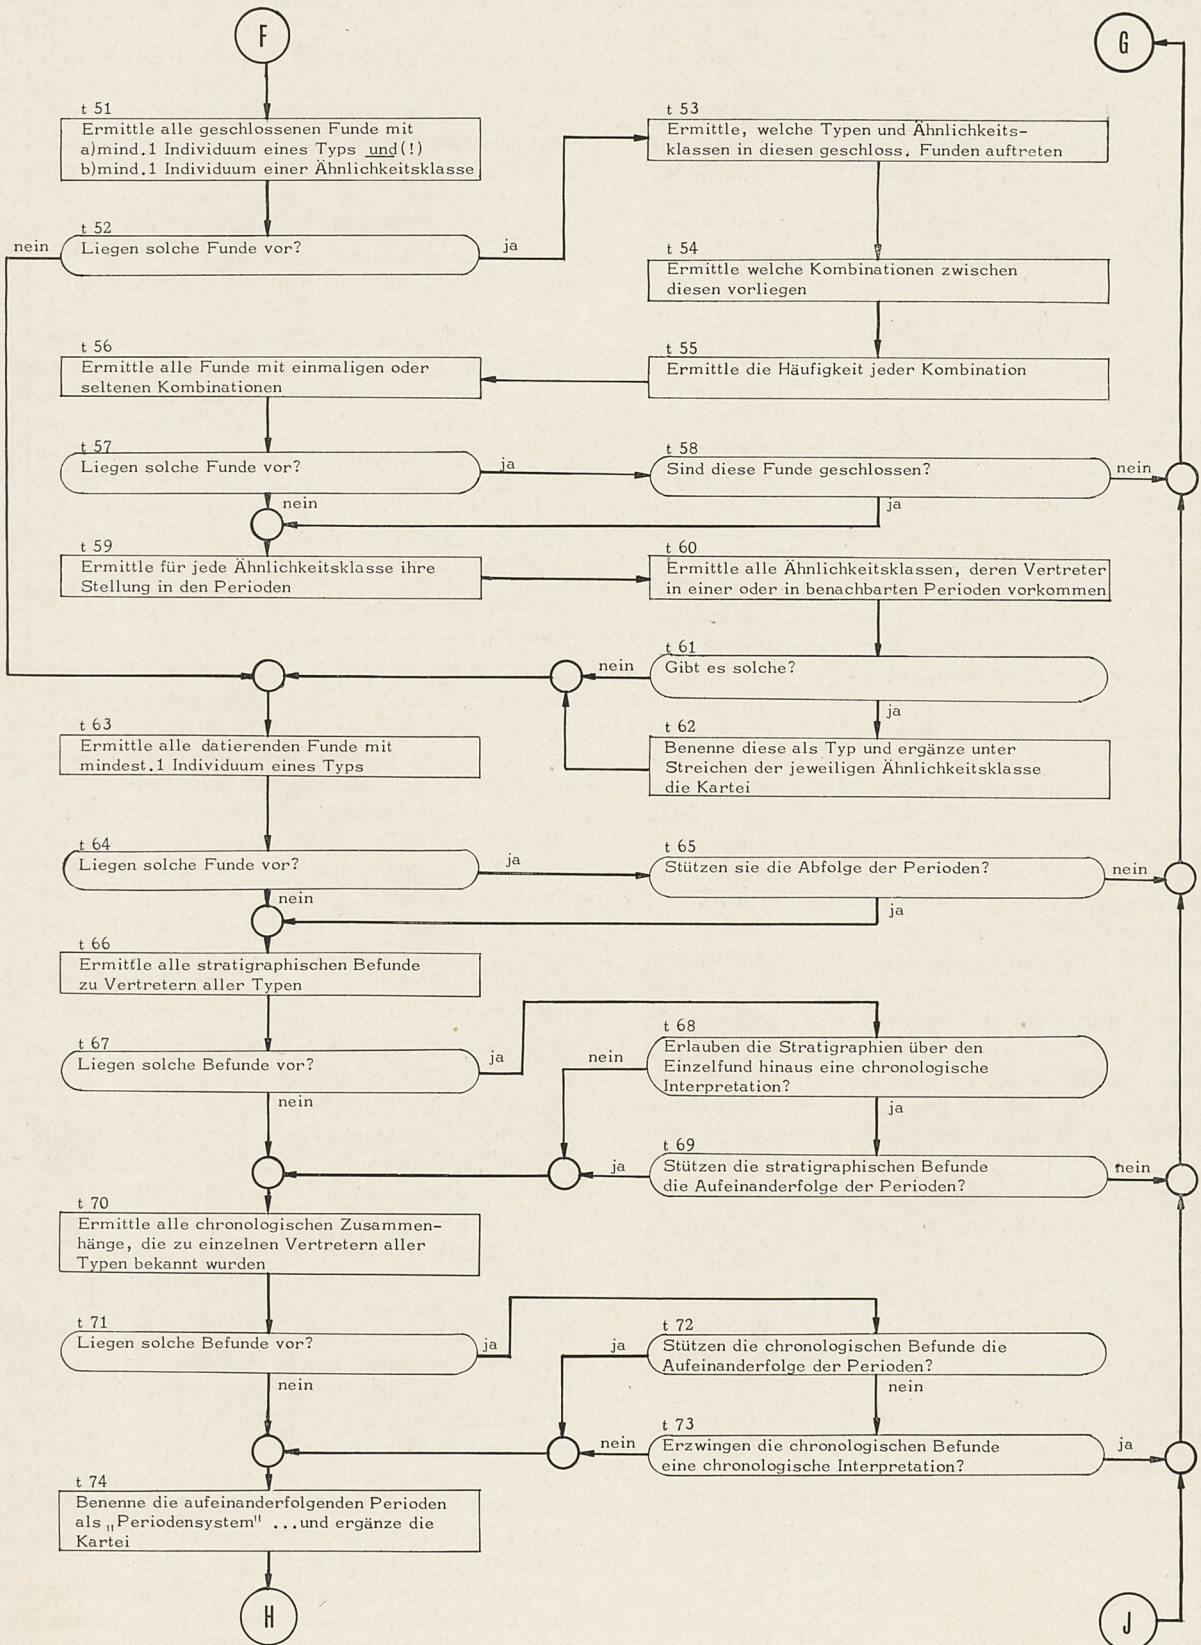 F
G
t 51
Ermittle alle geschlossenen Funde mit
a)mind.1 Individuum eines Typs und(!)
b)mind.1 Individuum einer Ähnlichkeitsklasse
t 53
Ermittle, welche Typen und Ähnlichkeits-
klassen in diesen geschloss. Funden auftreten
t 52
nein
Liegen solche Funde vor?
ja
t 54
Ermittle welche Kombinationen zwischen
diesen vorliegen
t 56
Ermittle alle Funde mit einmaligen oder
seltenen Kombinationen
t 55
Ermittle die Häufigkeit jeder Kombination
t 57
Liegen solche Funde vor?
ja
nein
t 58
Sind diese Funde geschlossen?
nein
ja
t 59
Ermittle für jede Ähnlichkeitsklasse ihre
Stellung in den Perioden
t 60
Ermittle alle Ähnlichkeitsklassen, deren Vertreter
in einer oder in benachbarten Perioden vorkommen
t 61
nein
Gibt es solche?
ja
t 63
Ermittle alle datierenden Funde mit
mindest.1 Individuum eines Typs
t 62
Benenne diese als Typ und ergänze unter
Streichen der jeweiligen Ähnlichkeitsklasse
die Kartei
t 64
Liegen solche Funde vor?
ja
nein
t 65
Stützen sie die Abfolge der Perioden?
nein
ja
t 66
Ermittle alle stratigraphischen Befunde
zu Vertretern aller Typen
t 67
Liegen solche Befunde vor?
ja
nein
t 68
nein
Erlauben die Stratigraphien über den
Einzelfund hinaus eine chronologische
Interpretation?
ja
t 69
ja
Stützen die stratigraphischen Befunde
die Aufeinanderfolge der Perioden?
nein
t 70
Ermittle alle chronologischen Zusammen-
hänge, die zu einzelnen Vertretern aller
Typen bekannt wurden
t 71
Liegen solche Befunde vor?
ja
nein
t 72
ja
Stützen die chronologischen Befunde die
Aufeinanderfolge der Perioden?
nein
t 73
nein
Erzwingen die chronologischen Befunde
eine chronologische Interpretation?
ja
t 74
Benenne die aufeinanderfolgenden Perioden
als „Periodensystem" ...und ergänze die
Kartei
H
J